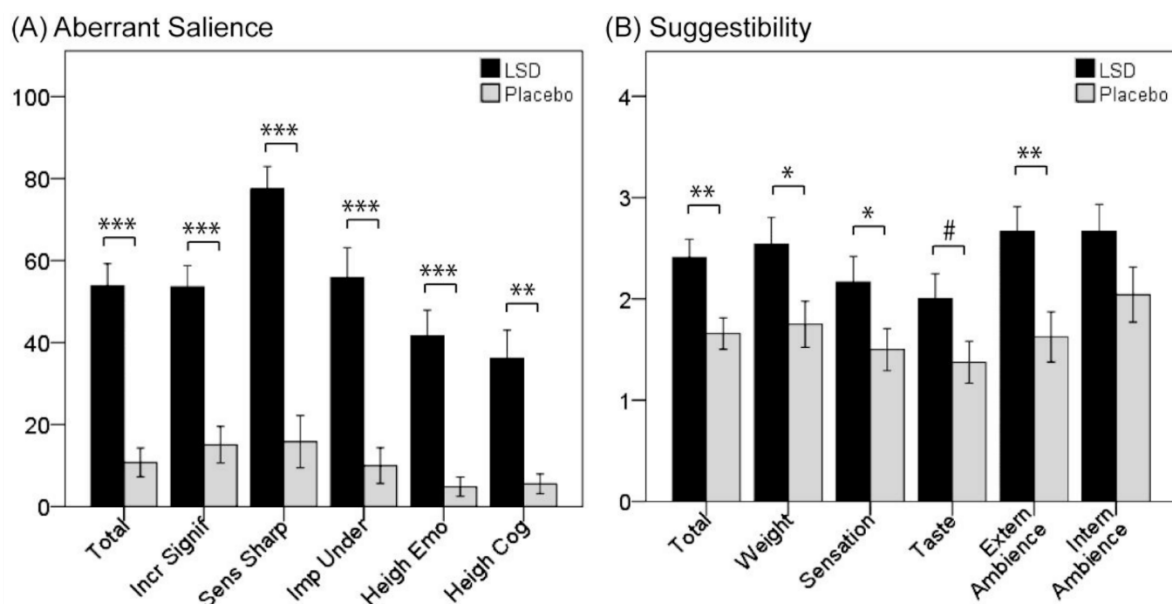 (A) Aberrant Salience
LSD
Placebo
100
80
60
40
20
0
***
***
***
***
***
**
Total
Incr Signif
Sens Sharp
Imp Under
Heigh Emo
Heigh Cog
(B) Suggestibility
LSD
Placebo
4
3
2
1
0
**
*
*
#
**
Total
Weight
Sensation
Taste
Extern
Ambience
Intern
Ambience